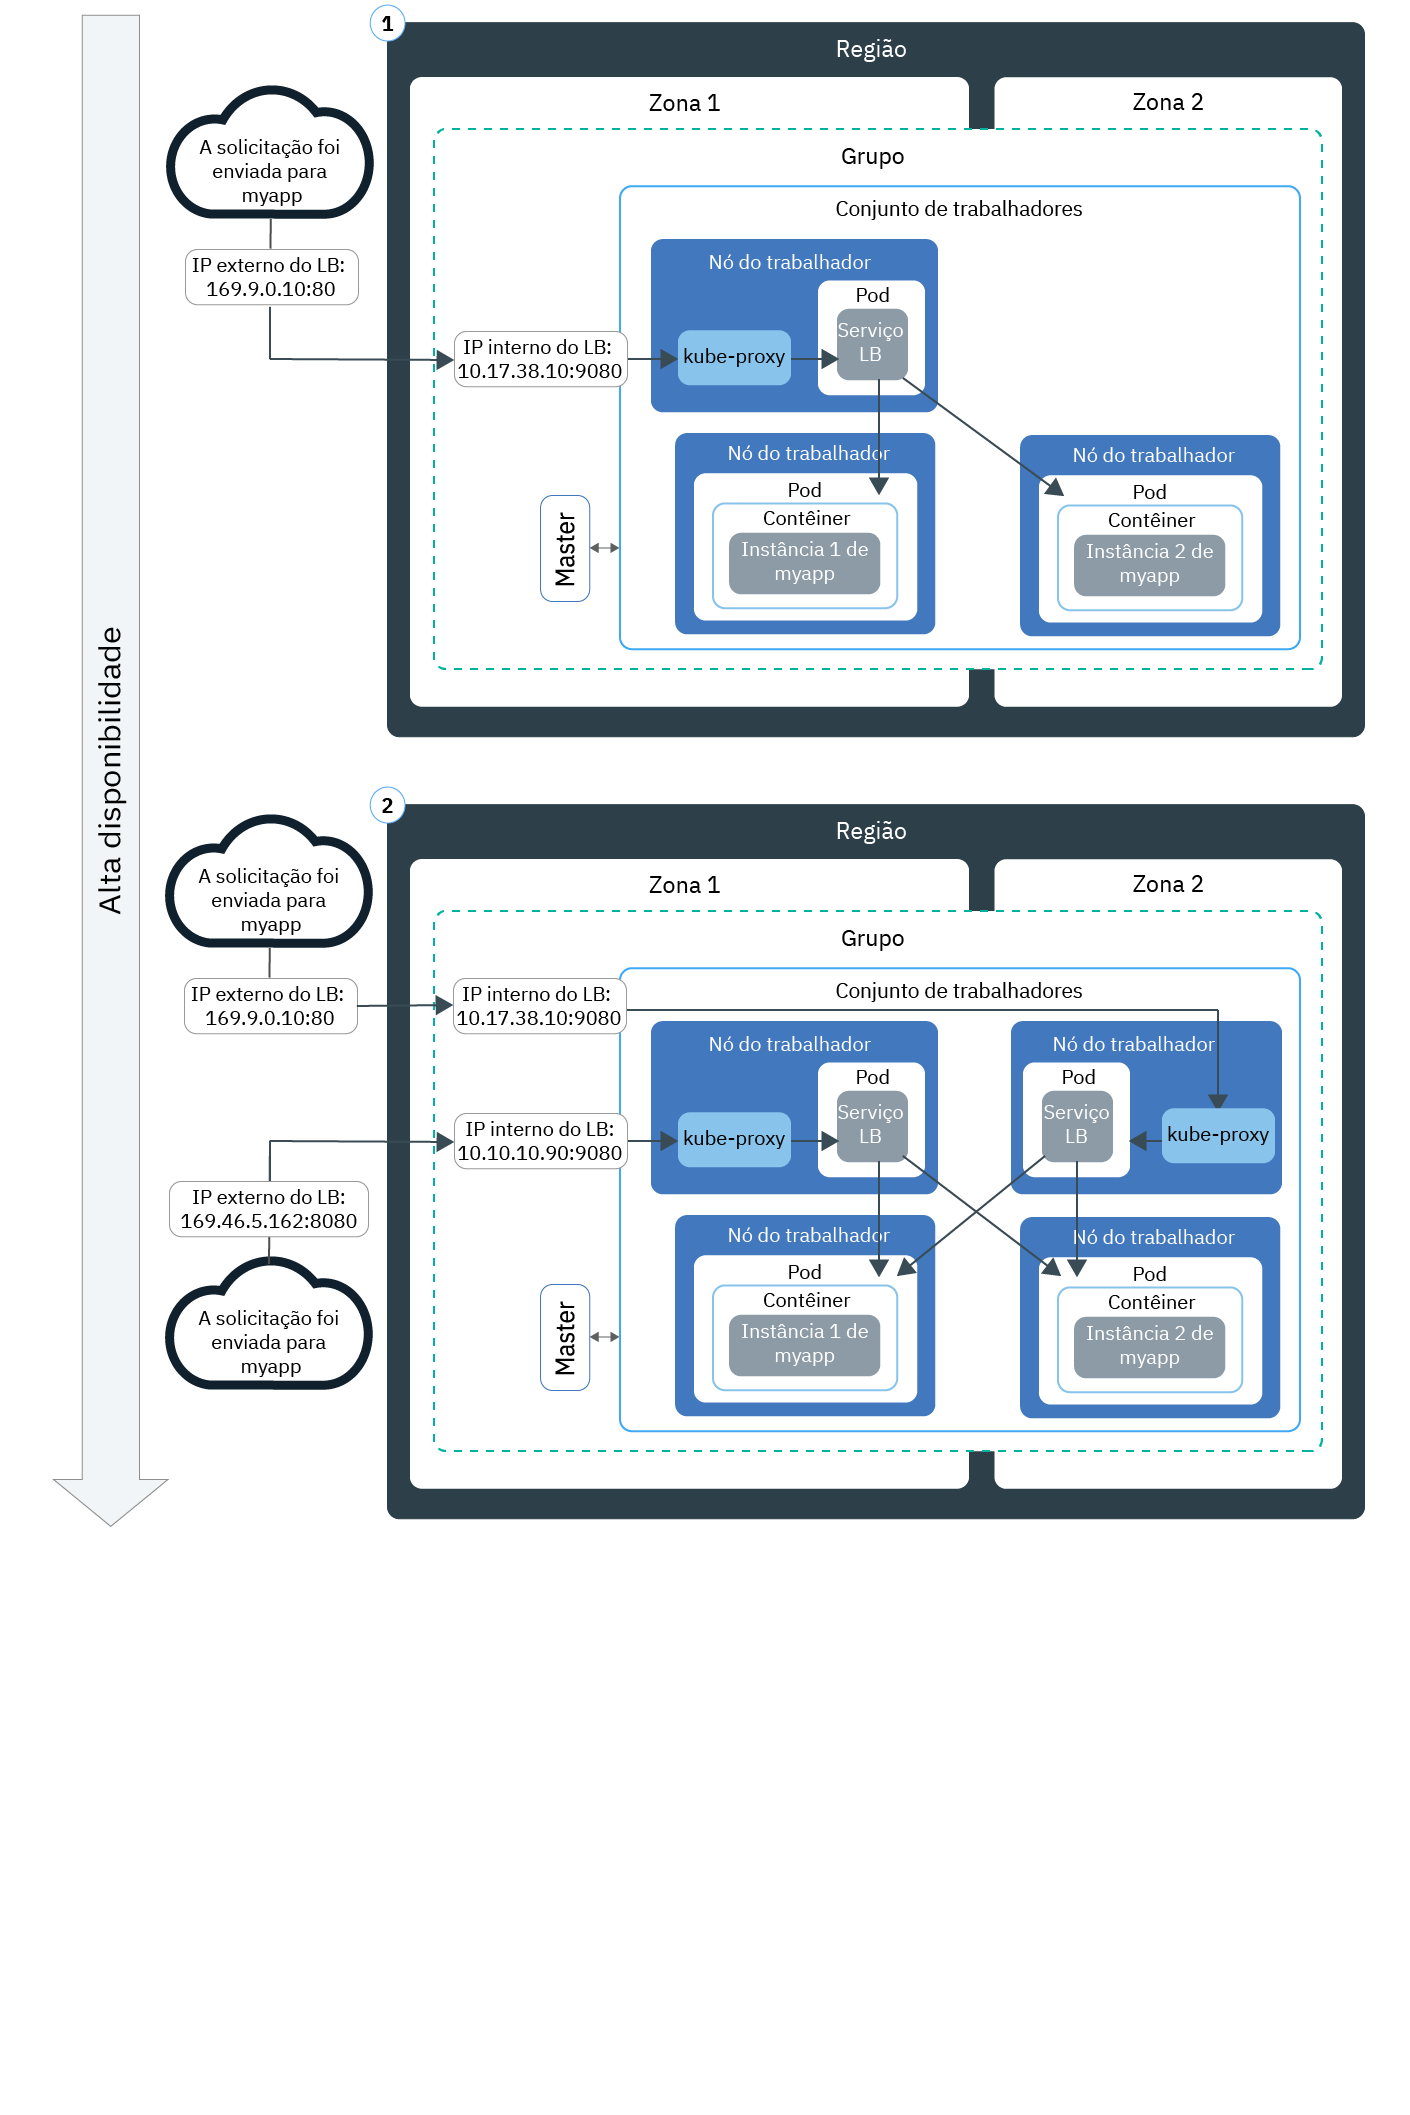 Alta disponibilidade
1
Região
Zona 1
Zona 2
Grupo
Conjunto de trabalhadores
A solicitação foi
enviada para
myapp
IP externo do LB:
169.9.0.10:80
IP interno do LB:
10.17.38.10:9080
Nó do trabalhador
kube-proxy
Pod
Serviço
LB
Master
Nó do trabalhador
Pod
Contêiner
Instância 1 de
myapp
Nó do trabalhador
Pod
Contêiner
Instância 2 de
myapp
2
Região
Zona 1
Zona 2
Grupo
Conjunto de trabalhadores
A solicitação foi
enviada para
myapp
IP externo do LB:
169.9.0.10:80
IP interno do LB:
10.17.38.10:9080
IP interno do LB:
10.10.10.90:9080
IP externo do LB:
169.46.5.162:8080
A solicitação foi
enviada para
myapp
Nó do trabalhador
kube-proxy
Pod
Serviço
LB
Nó do trabalhador
Pod
Serviço
LB
kube-proxy
Master
Nó do trabalhador
Pod
Contêiner
Instância 1 de
myapp
Nó do trabalhador
Pod
Contêiner
Instância 2 de
myapp